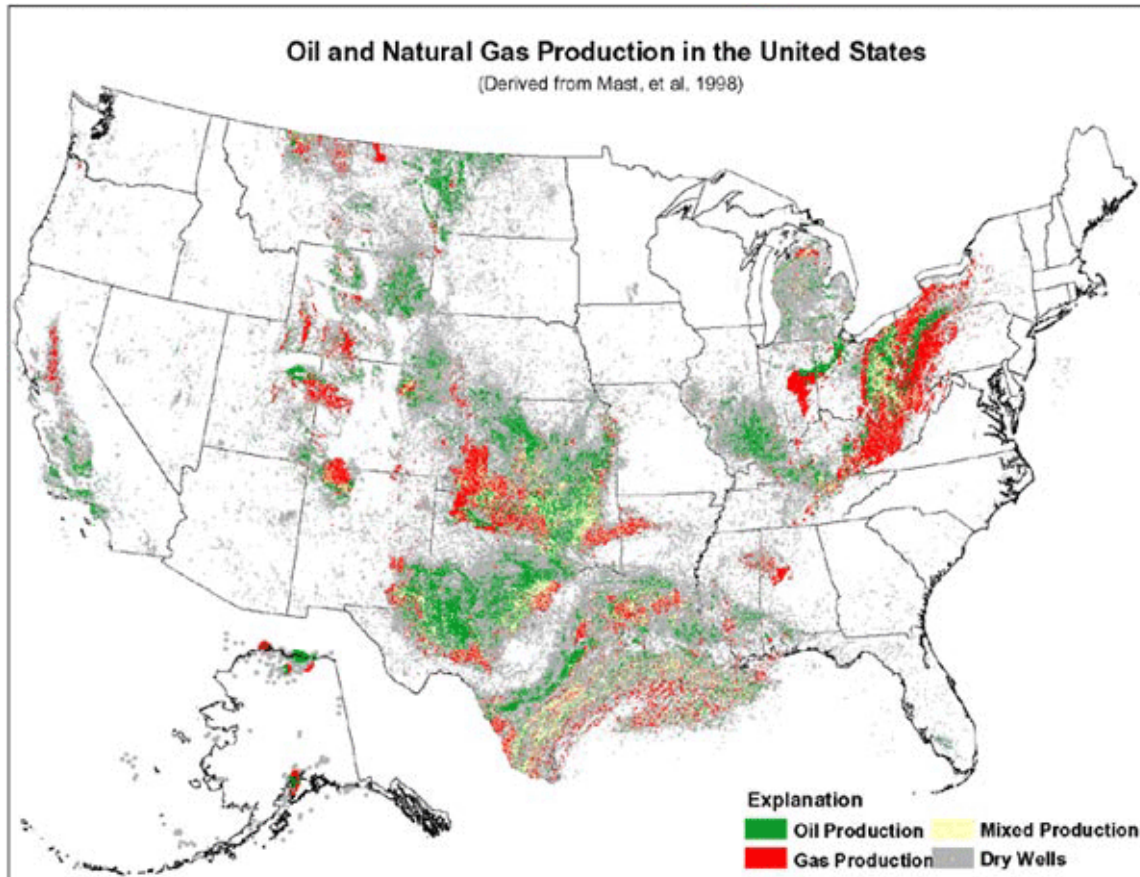 Oil and Natural Gas Production in the United States
(Derived from Mast, et al, 1998)
Explanation
Oil Production
Mixed Production
Gas Production
Dry Wells